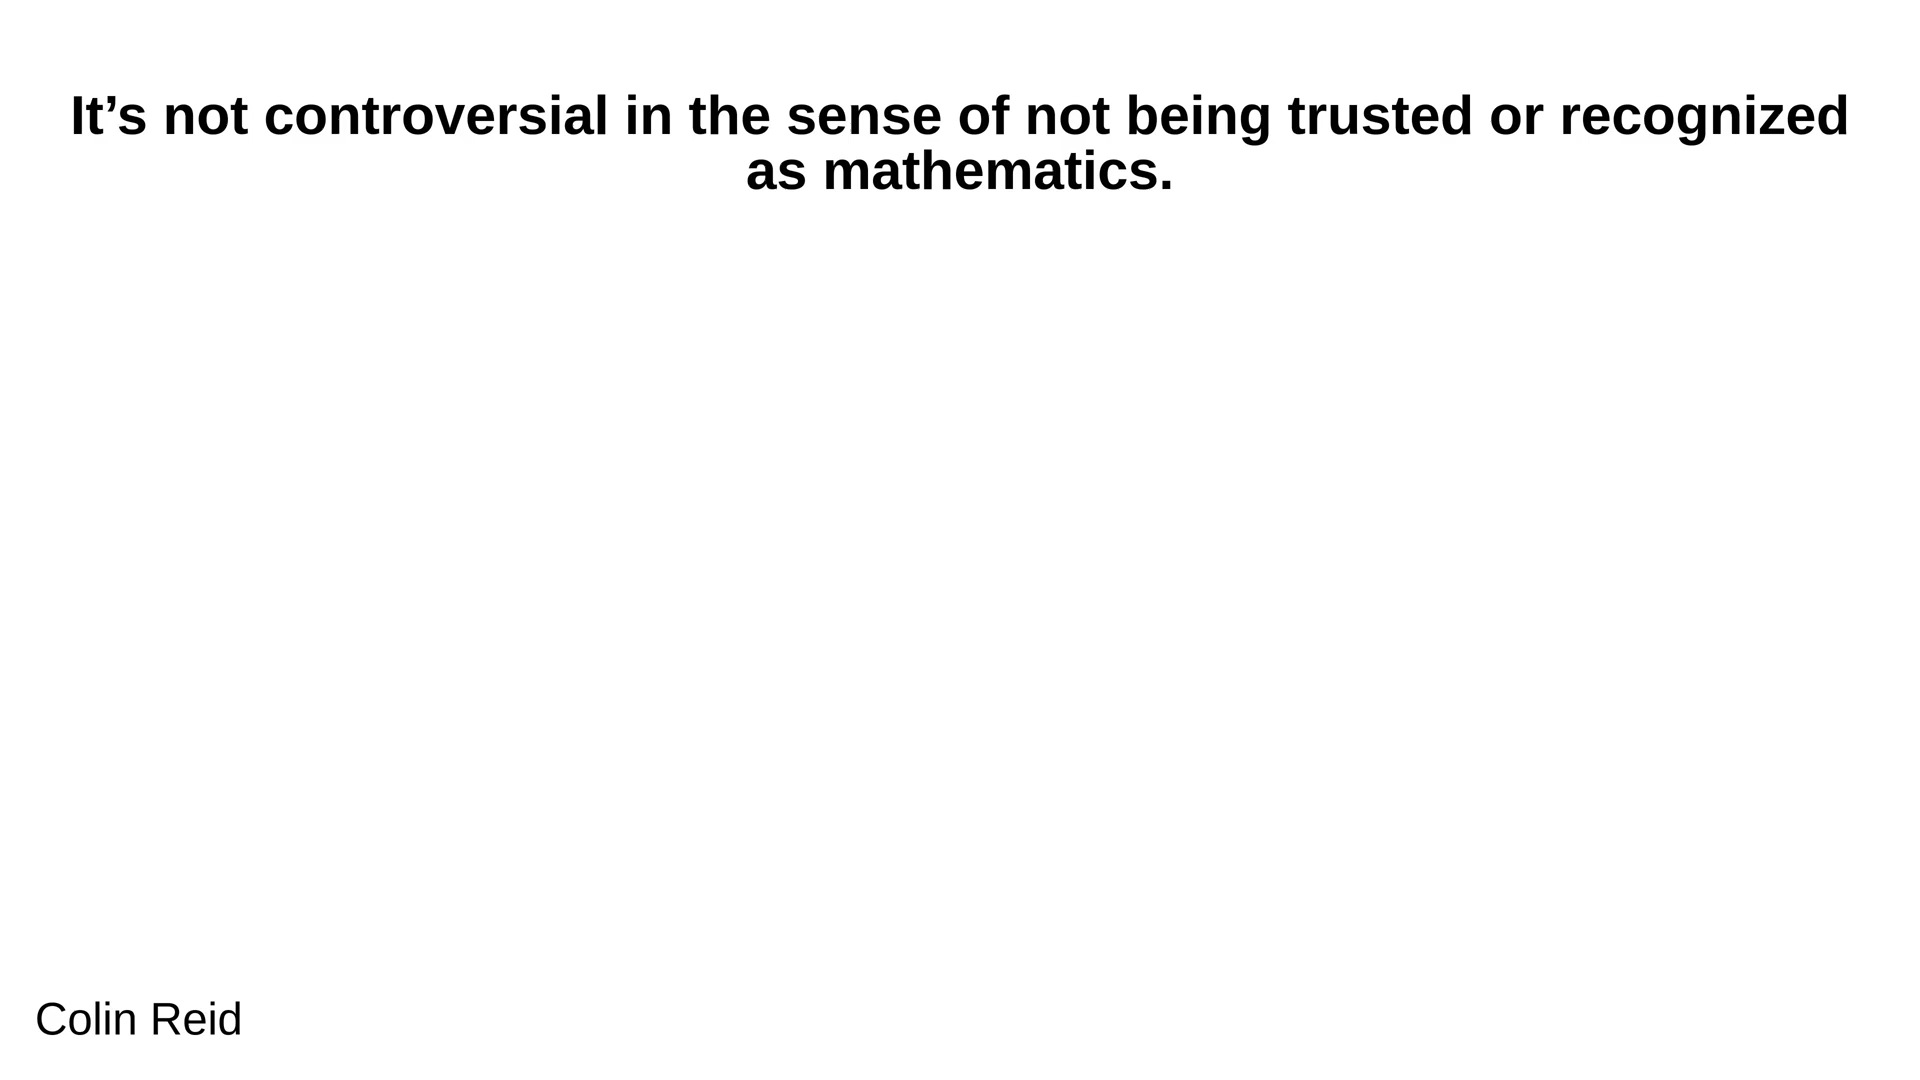 It’s not controversial in the sense of not being trusted or recognized
as mathematics.
Colin Reid